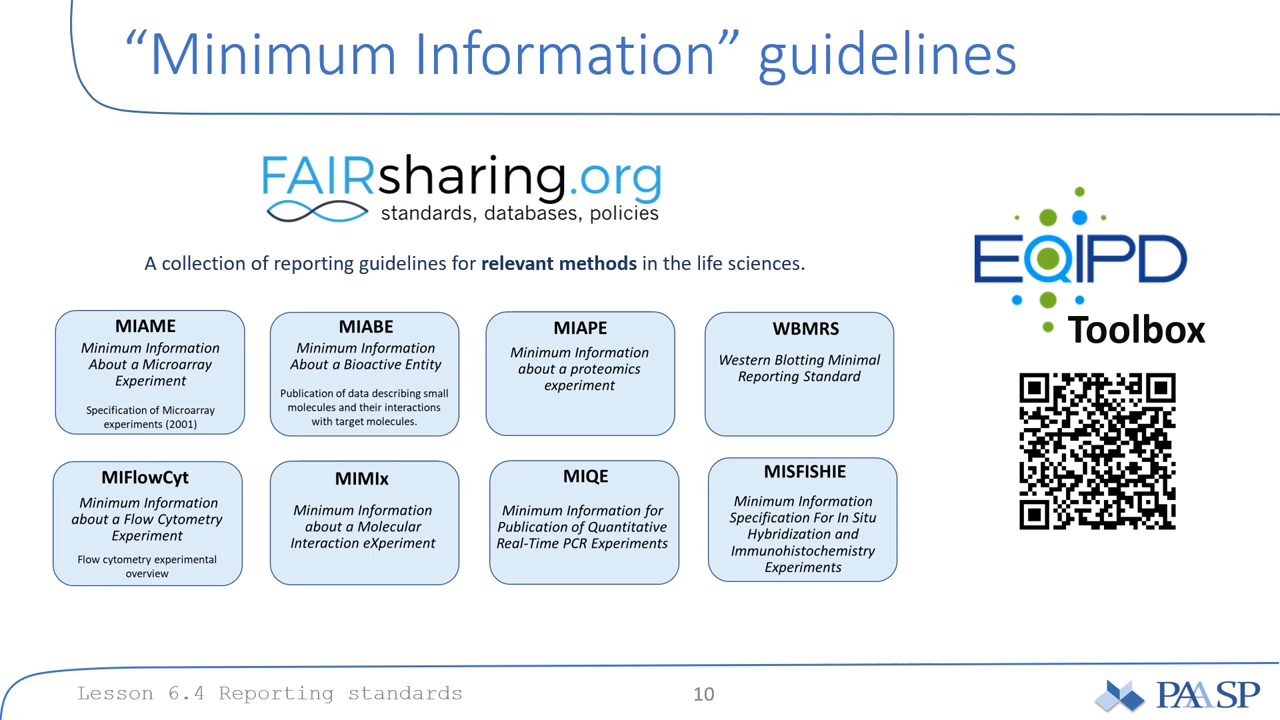 “Minimum Information” guidelines
FAIRsharing.org
standards, databases, policies
A collection of reporting guidelines for relevant methods in the life sciences.
EQIPD
Toolbox
MIAME
Minimum Information
About a Microarray
Experiment
Specification of Microarray
experiments (2001)
MIABE
Minimum Information
About a Bioactive Entity
Publication of data describing small
molecules and their interactions
with target molecules.
MIAPE
Minimum Information
about a proteomics
experiment
WBMRS
Western Blotting Minimal
Reporting Standard
MIFlowCyt
Minimum Information
about a Flow Cytometry
Experiment
Flow cytometry experimental
overview
MIMIx
Minimum Information
about a Molecular
Interaction eXperiment
MIQE
Minimum Information for
Publication of Quantitative
Real-Time PCR Experiments
MISFISHIE
Minimum Information
Specification For In Situ
Hybridization and
Immunohistochemistry
Experiments
Lesson 6.4 Reporting standards
10
PAASP